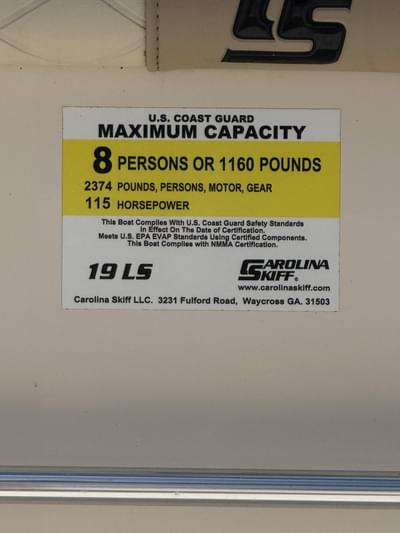 LS
U.S. COAST GUARD
MAXIMUM CAPACITY
8 PERSONS OR 1160 POUNDS
2374 POUNDS, PERSONS, MOTOR, GEAR
115 HORSEPOWER
This Boat Complies With U.S. Coast Guard Safety Standards
In Effect On The Date of Certification.
Meets U.S. EPA EVAP Standards Using Certified Components.
This Boat Complies with NMMA Certification.
19 LS
CAROLINA
SKIFF®
www.carolinaskiff.com
Carolina Skiff LLC. 3231 Fulford Road, Waycross GA. 31503